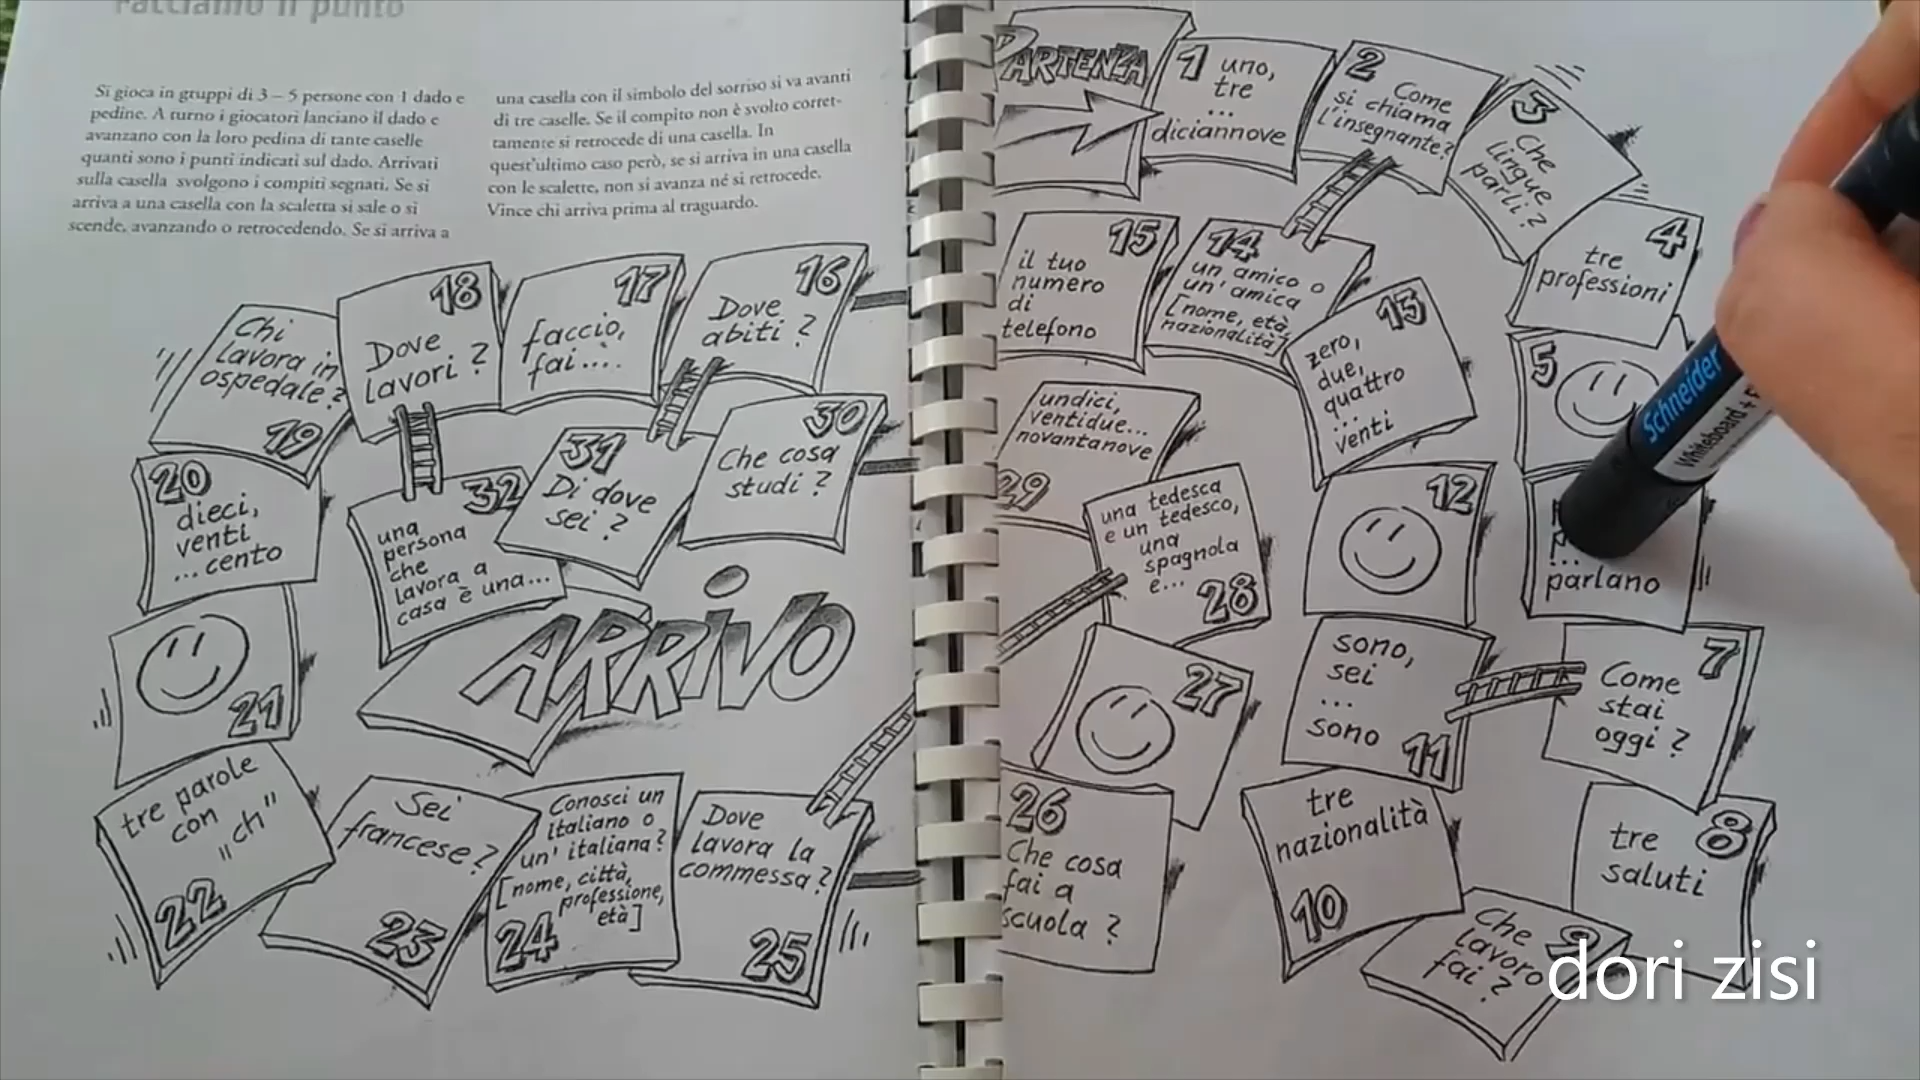 Facciamo il punto
Si gioca in gruppi di 3 – 5 persone con 1 dado e
pedine. A turno i giocatori lanciano il dado e
avanzano con la loro pedina di tante caselle
quanti sono i punti indicati sul dado. Arrivati
sulla casella svolgono i compiti segnati. Se si
arriva a una casella con la scaletta si sale o si
scende, avanzando o retrocedendo. Se si arriva a
una casella con il simbolo del sorriso si va avanti
di tre caselle. Se il compito non è svolto corret-
tamente si retrocede di una casella. In
quest'ultimo caso però, se si arriva in una casella
con le scalette, non si avanza né si retrocede.
Vince chi arriva prima al traguardo.
PARTENZA
1 uno,
tre
...
diciannove
2 Come
si chiama
l'insegnante?
3 Che
lingue
parli?
4
tre
professioni
5
...
parlano
7
Come
stai
oggi?
8
tre
saluti
9
Che
lavoro
fai?
tre
nazionalità
10
sono,
sei
...
sono
11
12
13
zero,
due,
quattro
...
venti
14
un amico o
un'amica
[nome, età,
nazionalità]
15
il tuo
numero
di
telefono
16
Dove
abiti?
17
faccio,
fai....
18
Dove
lavori?
Chi
lavora in
ospedale?
19
20
dieci,
venti
...cento
21
tre parole
con
"ch"
22
Sei
francese?
23
Conosci un
italiano o
un'italiana?
[nome, città,
professione,
età]
24
Dove
lavora la
commessa?
25
26
Che cosa
fai a
scuola?
27
una tedesca
e un tedesco,
una
spagnola
e...
28
undici,
ventidue...
novantanove
29
30
Che cosa
studi?
31
Di dove
sei?
32
una
persona
che
lavora a
casa è una...
ARRIVO
Schneider
dori zisi